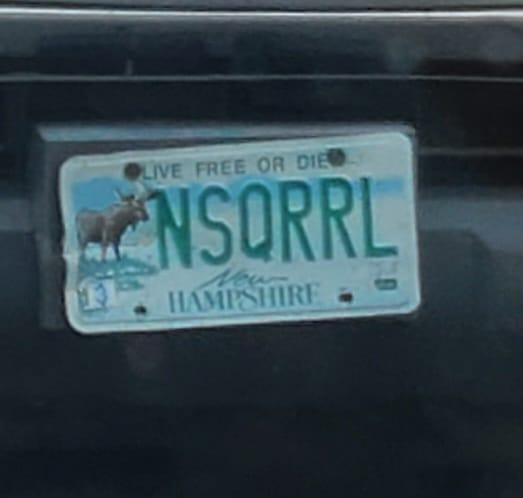 LIVE FREE OR DIE
NSQRRL
New
HAMPSHIRE